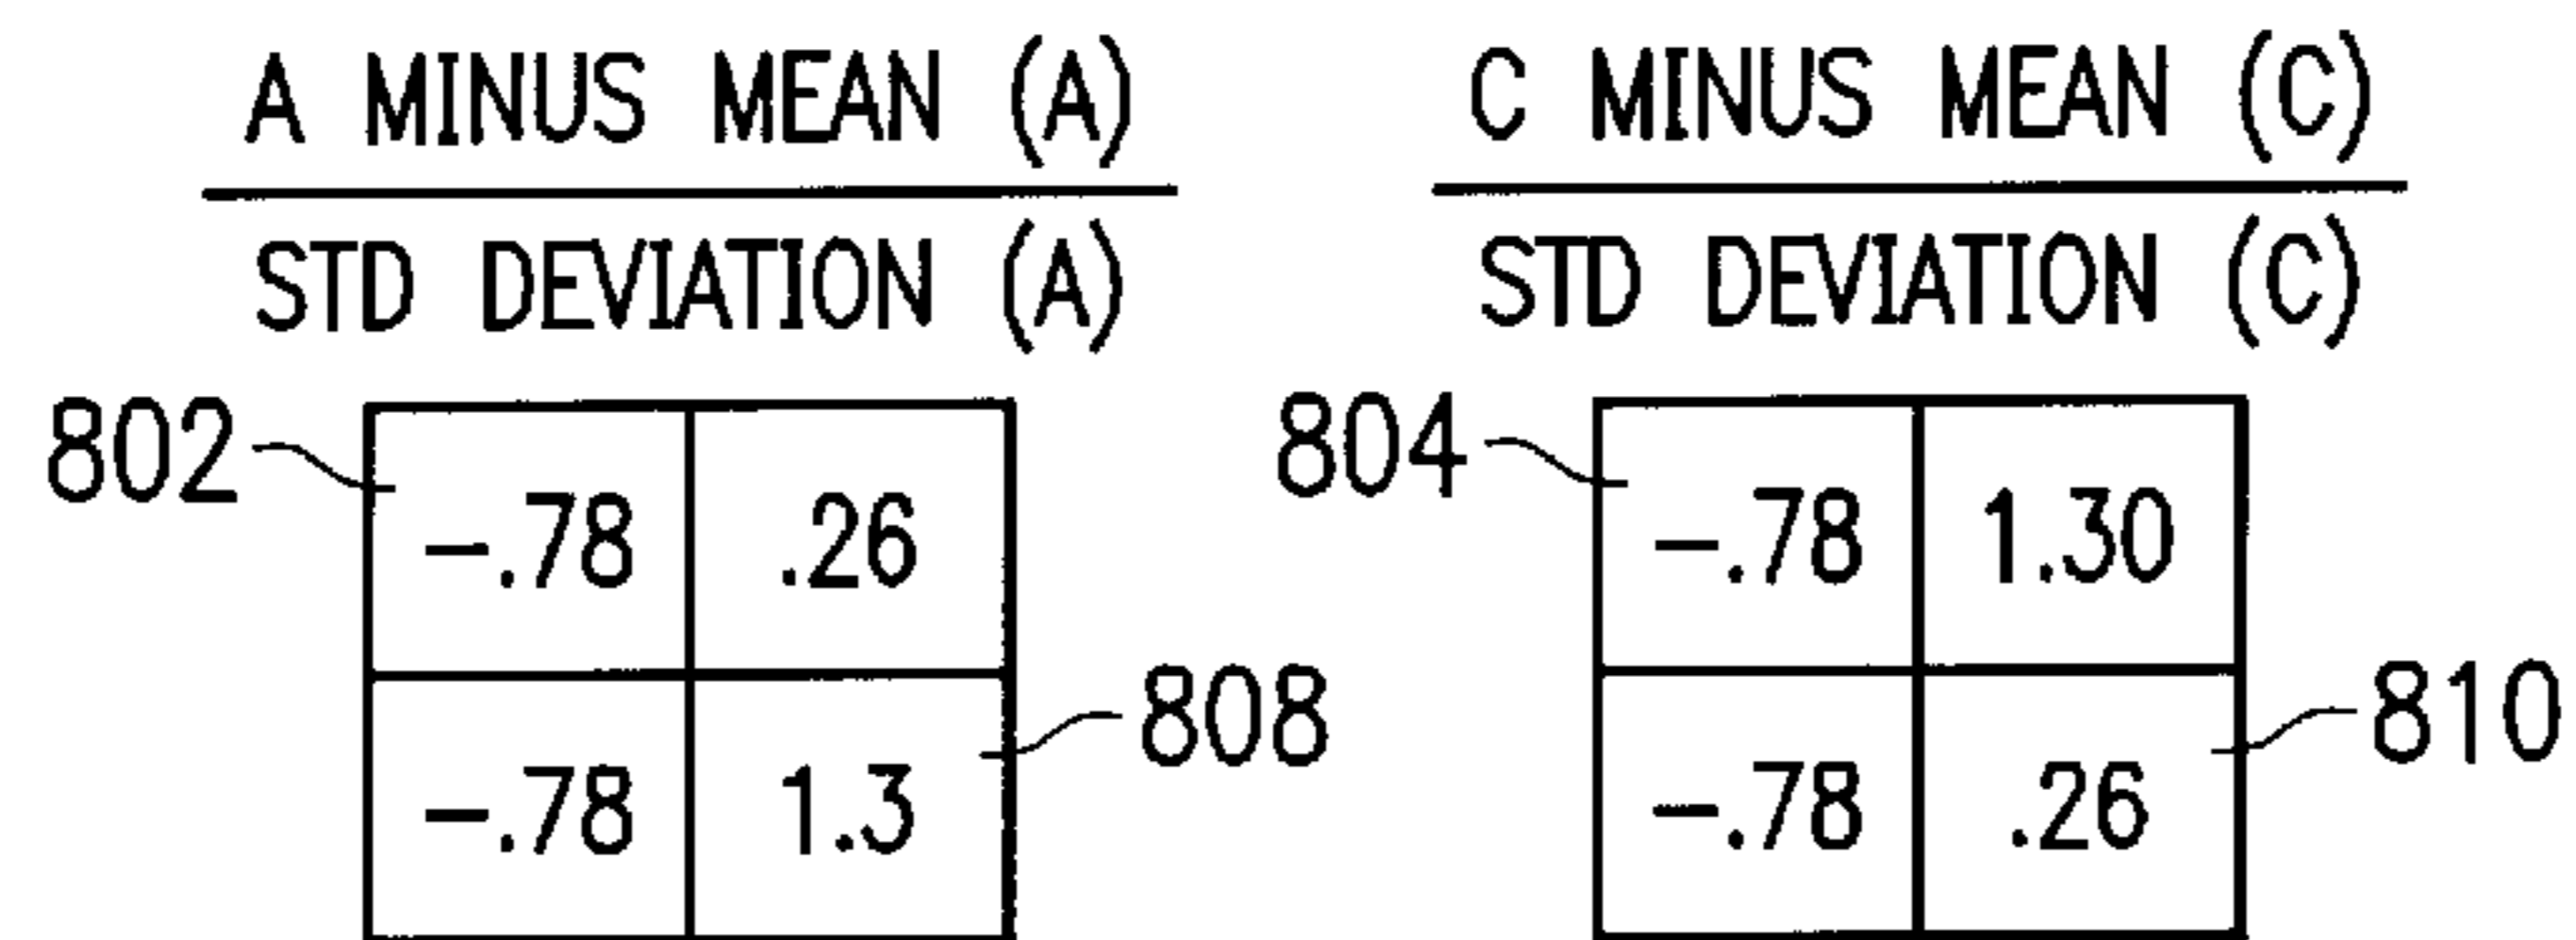 A MINUS MEAN (A)
STD DEVIATION (A)
C MINUS MEAN (C)
STD DEVIATION (C)
802
-.78 .26
-.78 1.3
808
804
-.78 1.30
-.78 .26
810